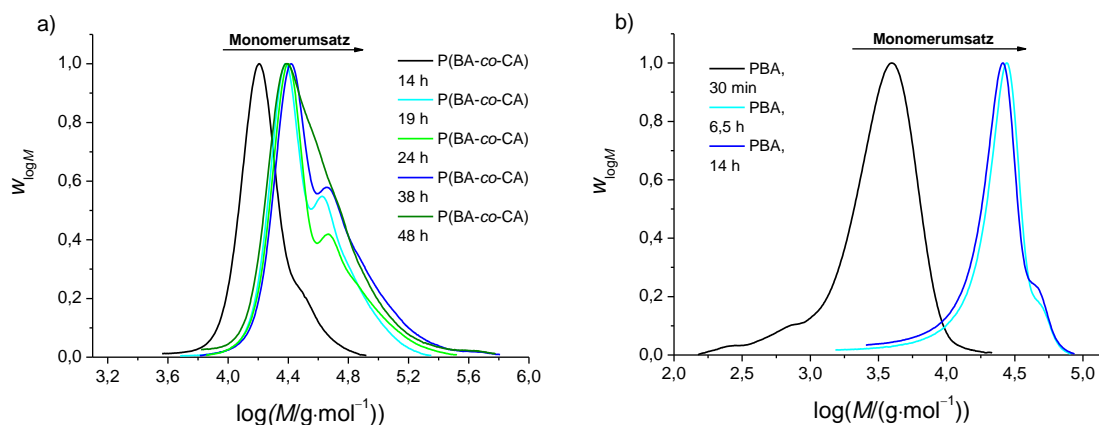 a)
Monomerumsatz
P(BA-co-CA)
14 h
P(BA-co-CA)
19 h
P(BA-co-CA)
24 h
P(BA-co-CA)
38 h
P(BA-co-CA)
48 h
1,0
0,8
0,6
0,4
0,2
0,0
wlogM
3,2 3,6 4,0 4,4 4,8 5,2 5,6 6,0
log(M/g·mol⁻¹))
b)
Monomerumsatz
PBA,
30 min
PBA,
6,5 h
PBA,
14 h
1,0
0,8
0,6
0,4
0,2
0,0
wlogM
2,0 2,5 3,0 3,5 4,0 4,5 5,0
log(M/(g·mol⁻¹))